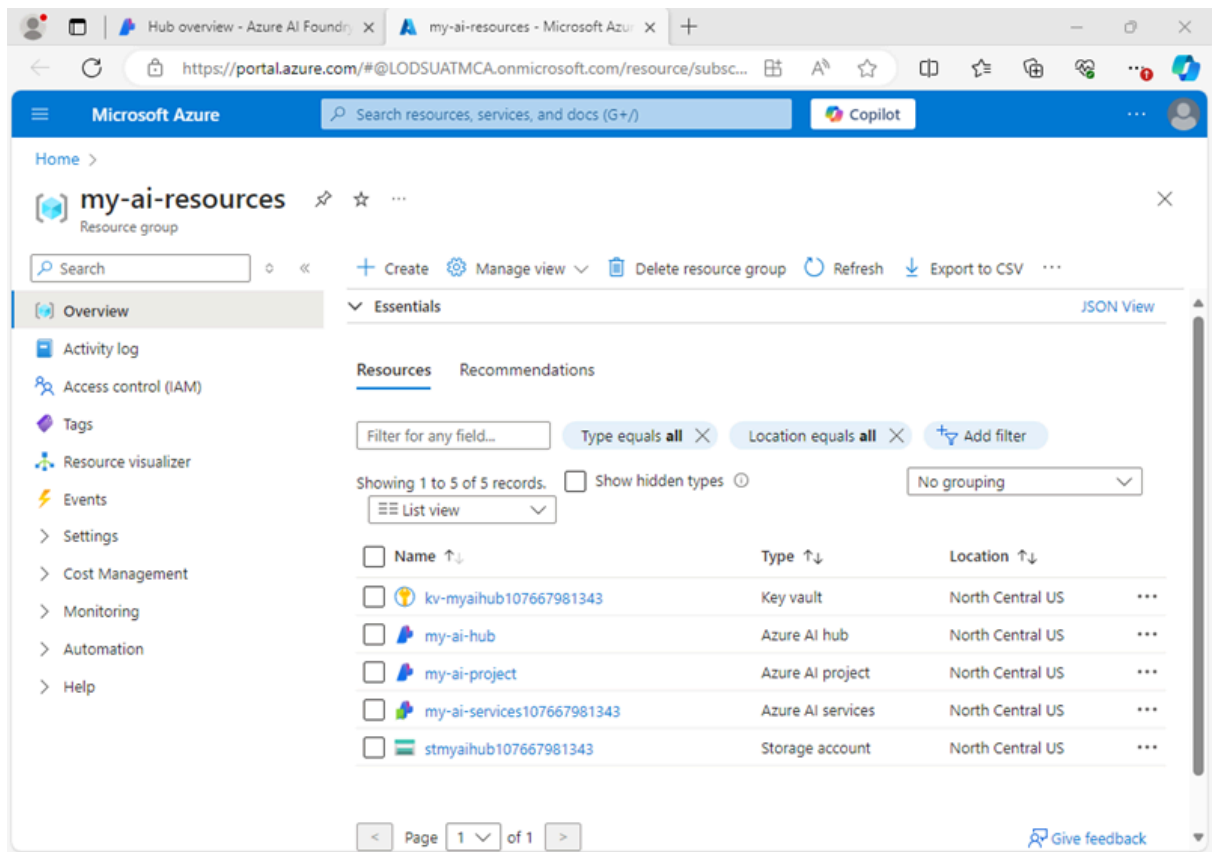 Hub overview - Azure AI Foundr
my-ai-resources - Microsoft Azur
https://portal.azure.com/#@LODSUATMCA.onmicrosoft.com/resource/subsc...
Microsoft Azure
Search resources, services, and docs (G+/)
Copilot
Home >
my-ai-resources
Resource group
Search
Create Manage view Delete resource group Refresh Export to CSV
Overview
Essentials JSON View
Activity log
Access control (IAM)
Tags
Resource visualizer
Events
Settings
Cost Management
Monitoring
Automation
Help
Resources Recommendations
Filter for any field... Type equals all Location equals all Add filter
Showing 1 to 5 of 5 records. Show hidden types No grouping
List view
Name Type Location
kv-myaihub107667981343 Key vault North Central US
my-ai-hub Azure AI hub North Central US
my-ai-project Azure AI project North Central US
my-ai-services107667981343 Azure AI services North Central US
stmyaihub107667981343 Storage account North Central US
< Page 1 of 1 > Give feedback